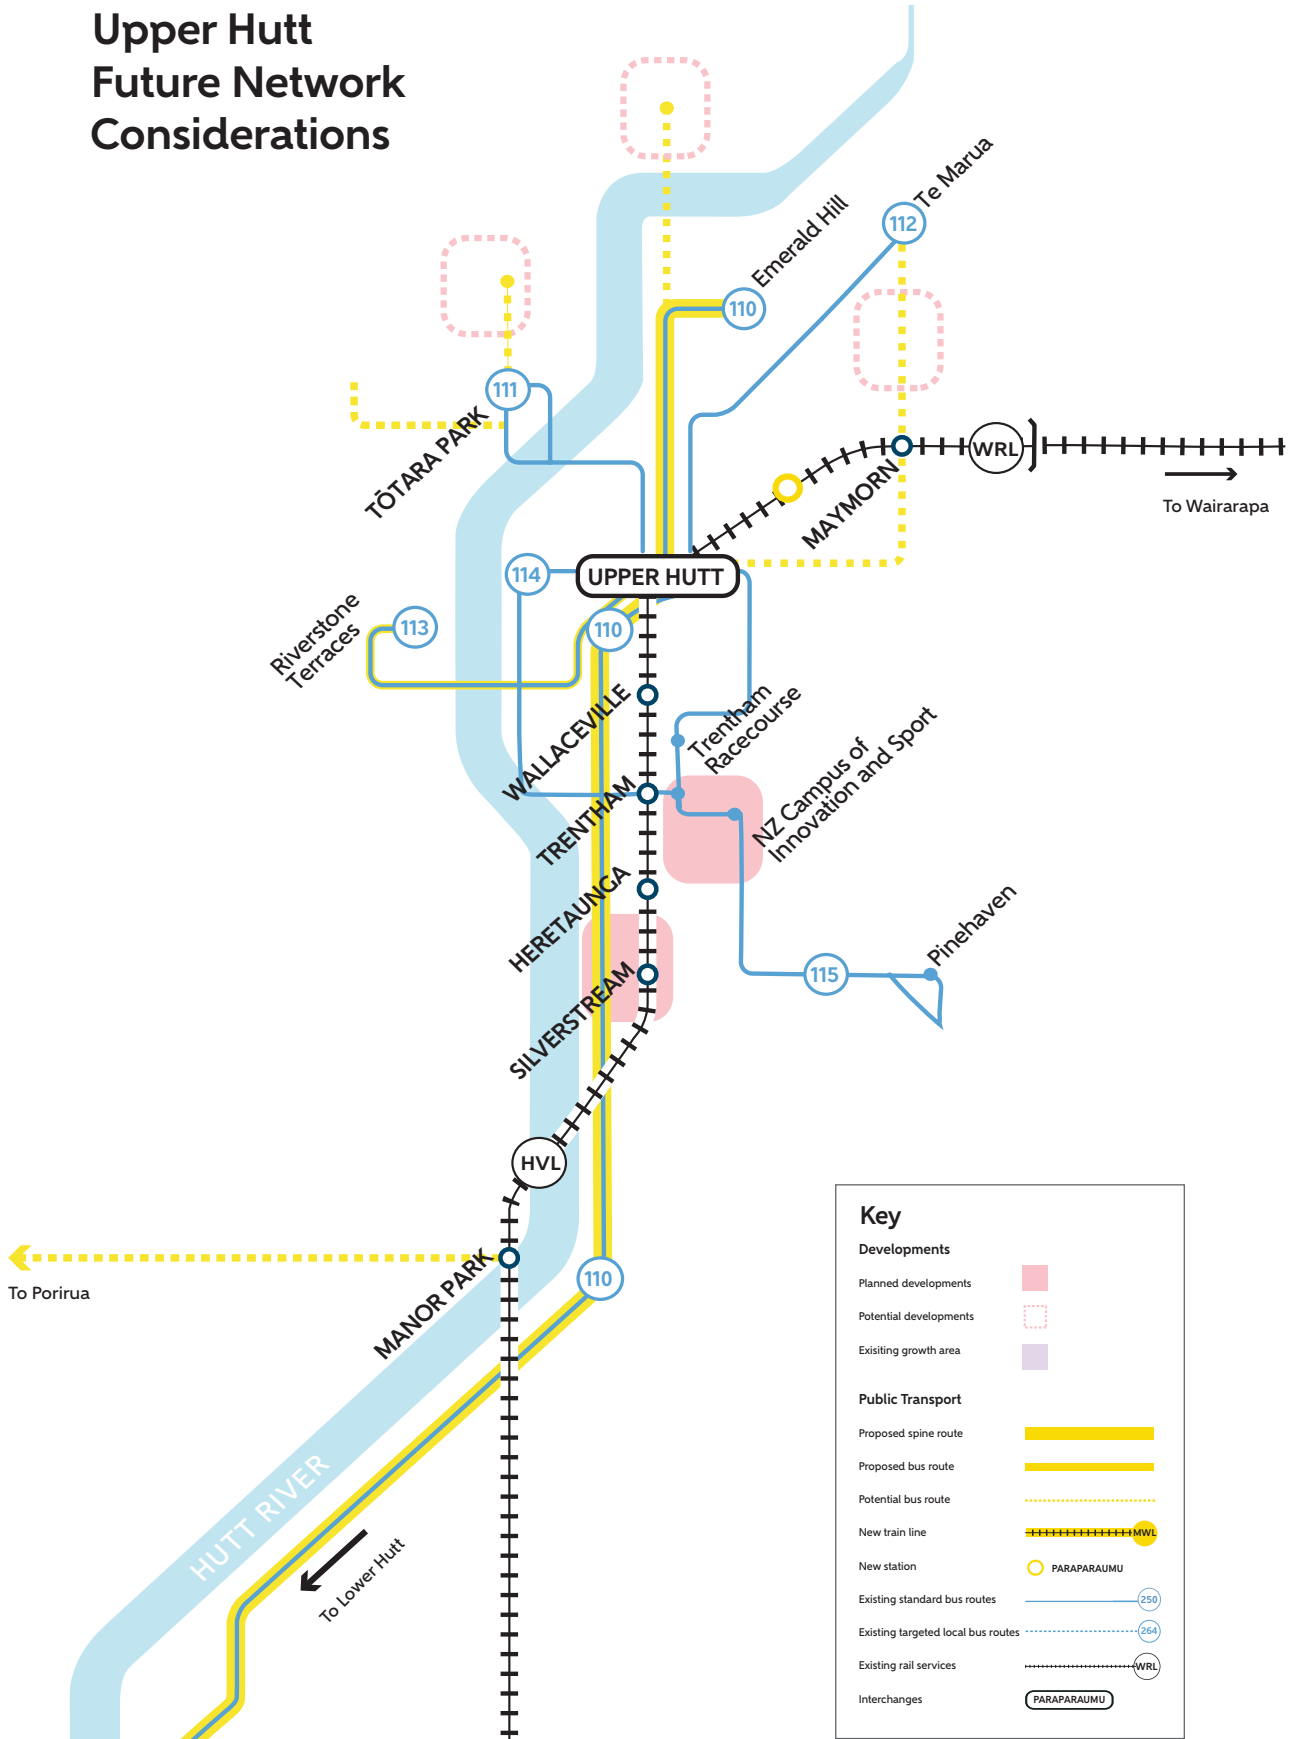 Upper Hutt
Future Network
Considerations
Te Marua
112
Emerald Hill
110
111
TŌTARA PARK
WRL
MAYMORN
To Wairarapa
UPPER HUTT
114
110
113
Riverstone
Terraces
WALLACEVILLE
Trentham
Racecourse
TRENTHAM
NZ Campus of
Innovation and Sport
HERETAUNGA
Pinehaven
115
SILVERSTREAM
HVL
MANOR PARK
To Porirua
110
HUTT RIVER
To Lower Hutt
Key
Developments
Planned developments
Potential developments
Exisiting growth area
Public Transport
Proposed spine route
Proposed bus route
Potential bus route
New train line
MWL
New station
PARAPARAUMU
Existing standard bus routes
250
Existing targeted local bus routes
264
Existing rail services
WRL
Interchanges
PARAPARAUMU